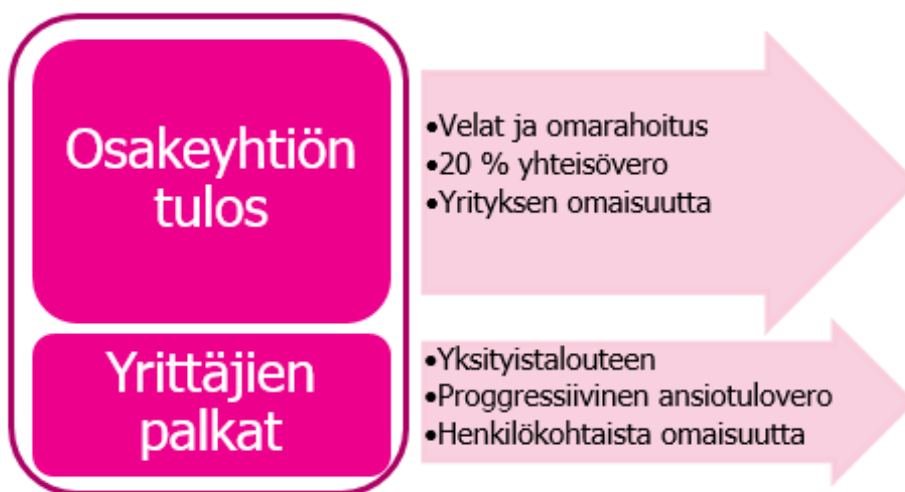 Osakeyhtiön
tulos
•Velat ja omarahoitus
•20 % yhteisövero
•Yrityksen omaisuutta
Yrittäjien
palkat
•Yksityistalouteen
•Proggressiivinen ansiotulovero
•Henkilökohtaista omaisuutta